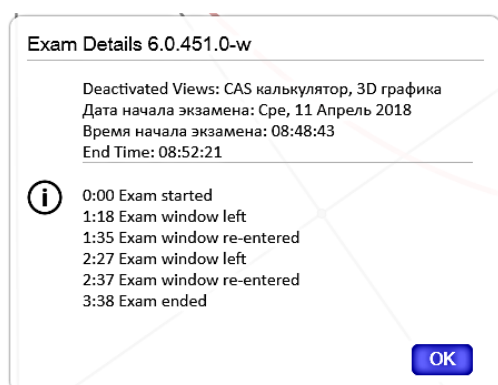 Exam Details 6.0.451.0-w
Deactivated Views: CAS калькулятор, 3D графика
Дата начала экзамена: Сре, 11 Апрель 2018
Время начала экзамена: 08:48:43
End Time: 08:52:21
0:00 Exam started
1:18 Exam window left
1:35 Exam window re-entered
2:27 Exam window left
2:37 Exam window re-entered
3:38 Exam ended
OK